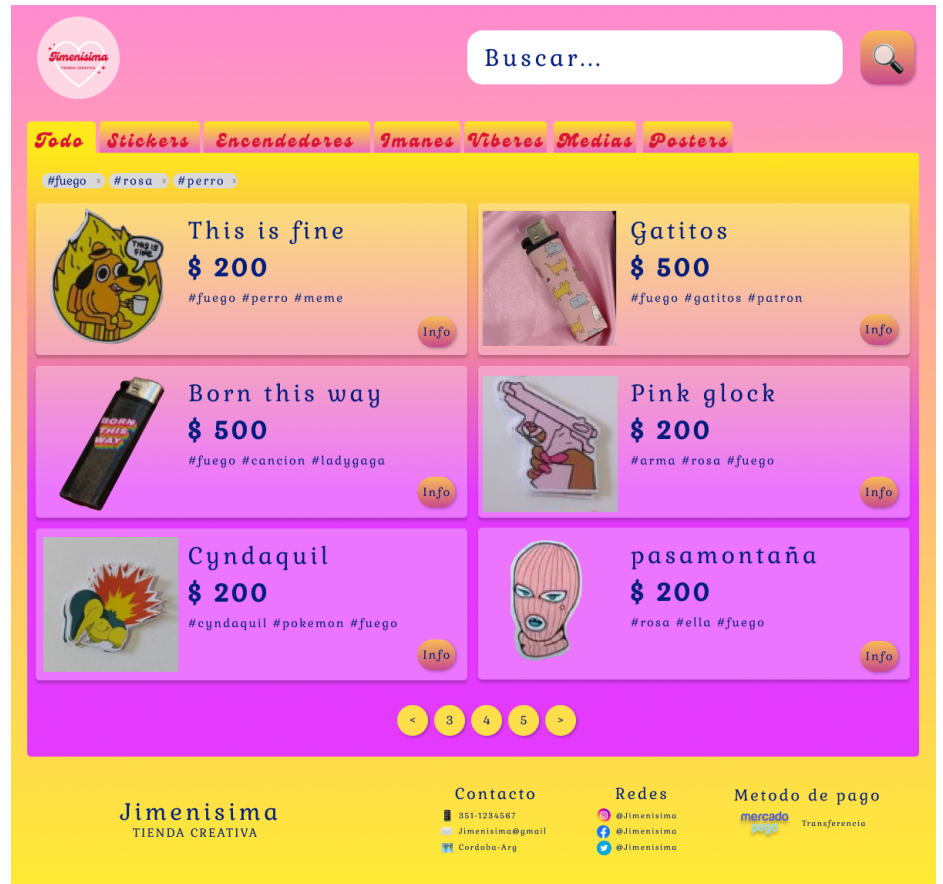 Jimenísima
TIENDA CREATIVA
Buscar...
Todo Stickers Encendedores Imanes Viberes Medias Posters
#fuego x #rosa x #perro x
This is fine
$ 200
#fuego #perro #meme
THIS IS
FINE
Info
Gatitos
$ 500
#fuego #gatitos #patron
Info
Born this way
$ 500
#fuego #cancion #ladygaga
BORN
THIS
WAY
Info
Pink glock
$ 200
#arma #rosa #fuego
Info
Cyndaquil
$ 200
#cyndaquil #pokemon #fuego
Info
pasamontaña
$ 200
#rosa #ella #fuego
Info
< 3 4 5 >
Jimenisima
TIENDA CREATIVA
Contacto
351-1234567
Jimenisima@gmail
Cordoba-Arg
Redes
@Jimenisima
@Jimenisima
@Jimenisima
Metodo de pago
mercado
pago
Transferencia